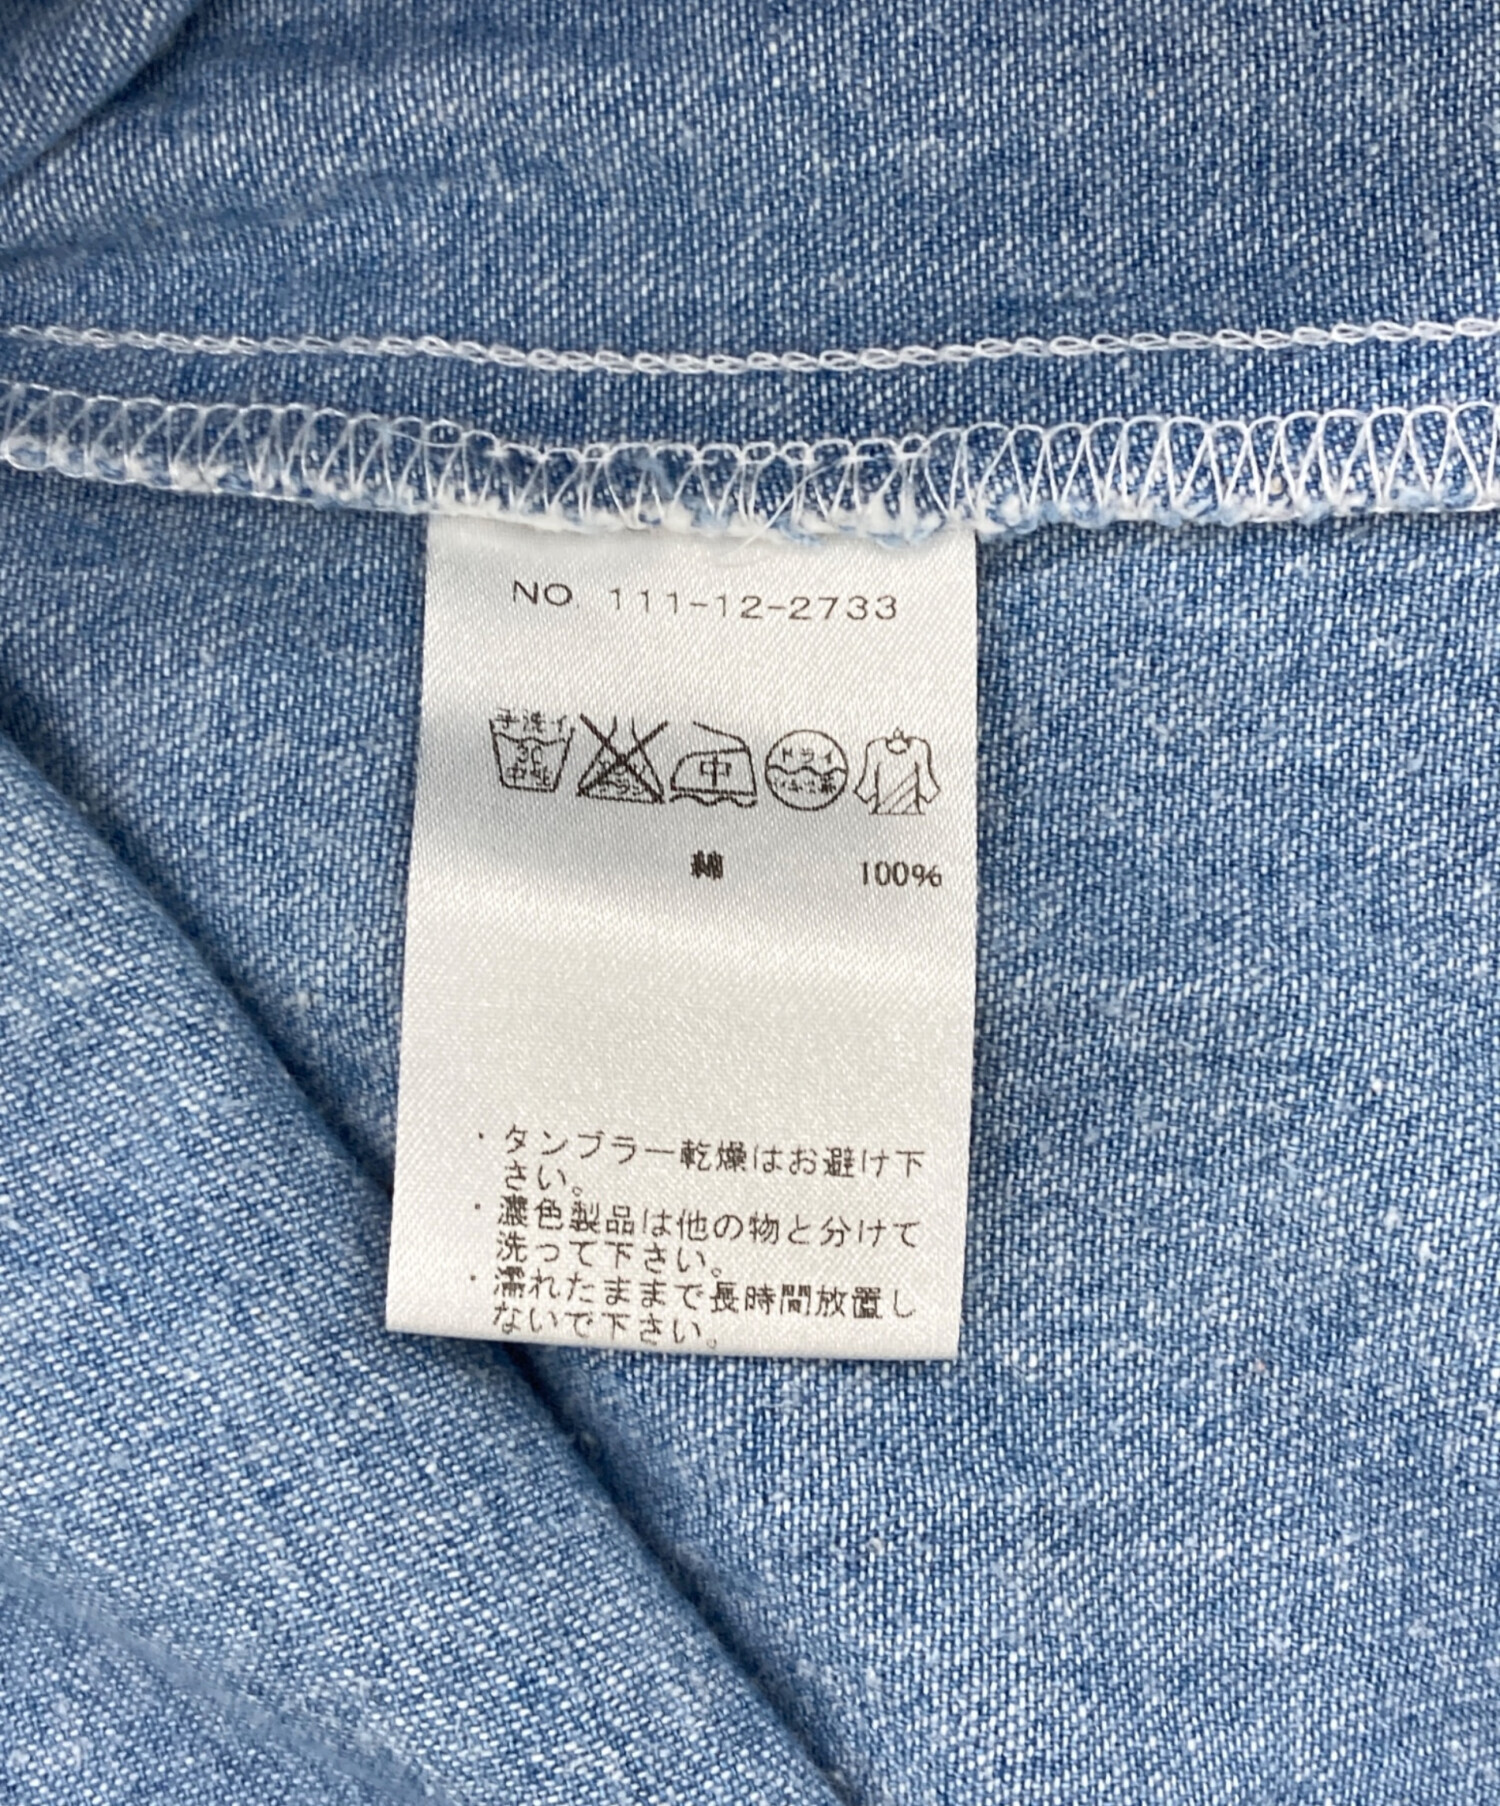 NO. 111-12-2733
手洗イ 30 中性
中
ドライ
綿 100%
・タンブラー乾燥はお避け下
さい。
・濃色製品は他の物と分けて
洗って下さい。
・濡れたままで長時間放置し
ないで下さい。